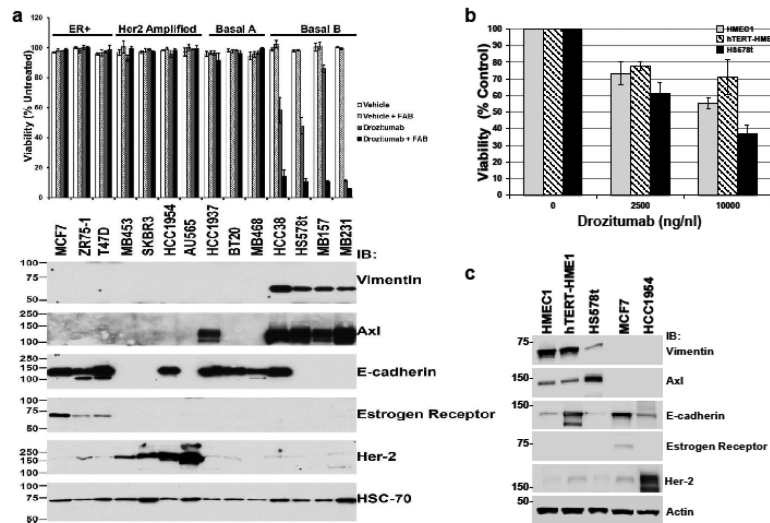 a
ER+ Her2 Amplified Basal A Basal B
Viability (% Untreated)
120
100
80
60
40
20
0
Vehicle
Vehicle + FAB
Drozitumab
Drozitumab + FAB
MCF7 ZR75-1 T47D MB453 SKBR3 HCC1954 AU565 HCC1937 BT20 MB468 HCC38 HS578t MB157 MB231
IB:
100
75
50
Vimentin
250
150
100
Axl
250
150
100
E-cadherin
100
75
50
Estrogen Receptor
250
150
100
Her-2
100
75
50
HSC-70
b
Viability (% Control)
100
90
80
70
60
50
40
30
20
10
0
0 2500 10000
Drozitumab (ng/nl)
HMEC1
hTERT-HME1
HS578t
c
HMEC1 hTERT-HME1 HS578t MCF7 HCC1954
IB:
75
Vimentin
150
Axl
150
E-cadherin
75
Estrogen Receptor
150
Her-2
50
Actin